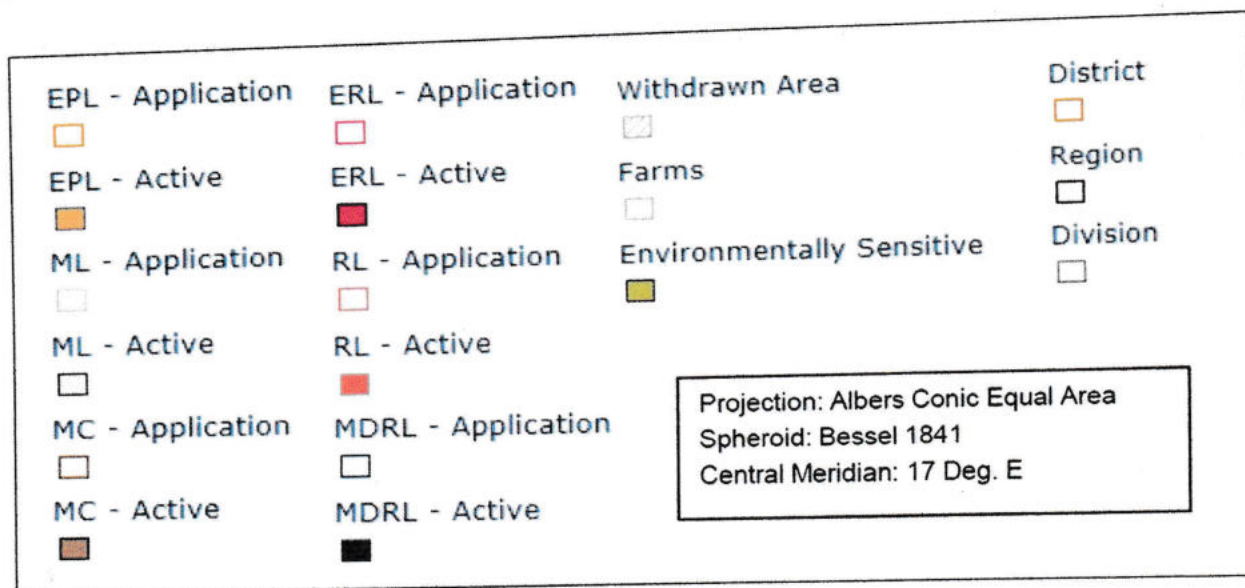 EPL - Application
EPL - Active
ML - Application
ML - Active
MC - Application
MC - Active
ERL - Application
ERL - Active
RL - Application
RL - Active
MDRL - Application
MDRL - Active
Withdrawn Area
Farms
Environmentally Sensitive
District
Region
Division
Projection: Albers Conic Equal Area
Spheroid: Bessel 1841
Central Meridian: 17 Deg. E